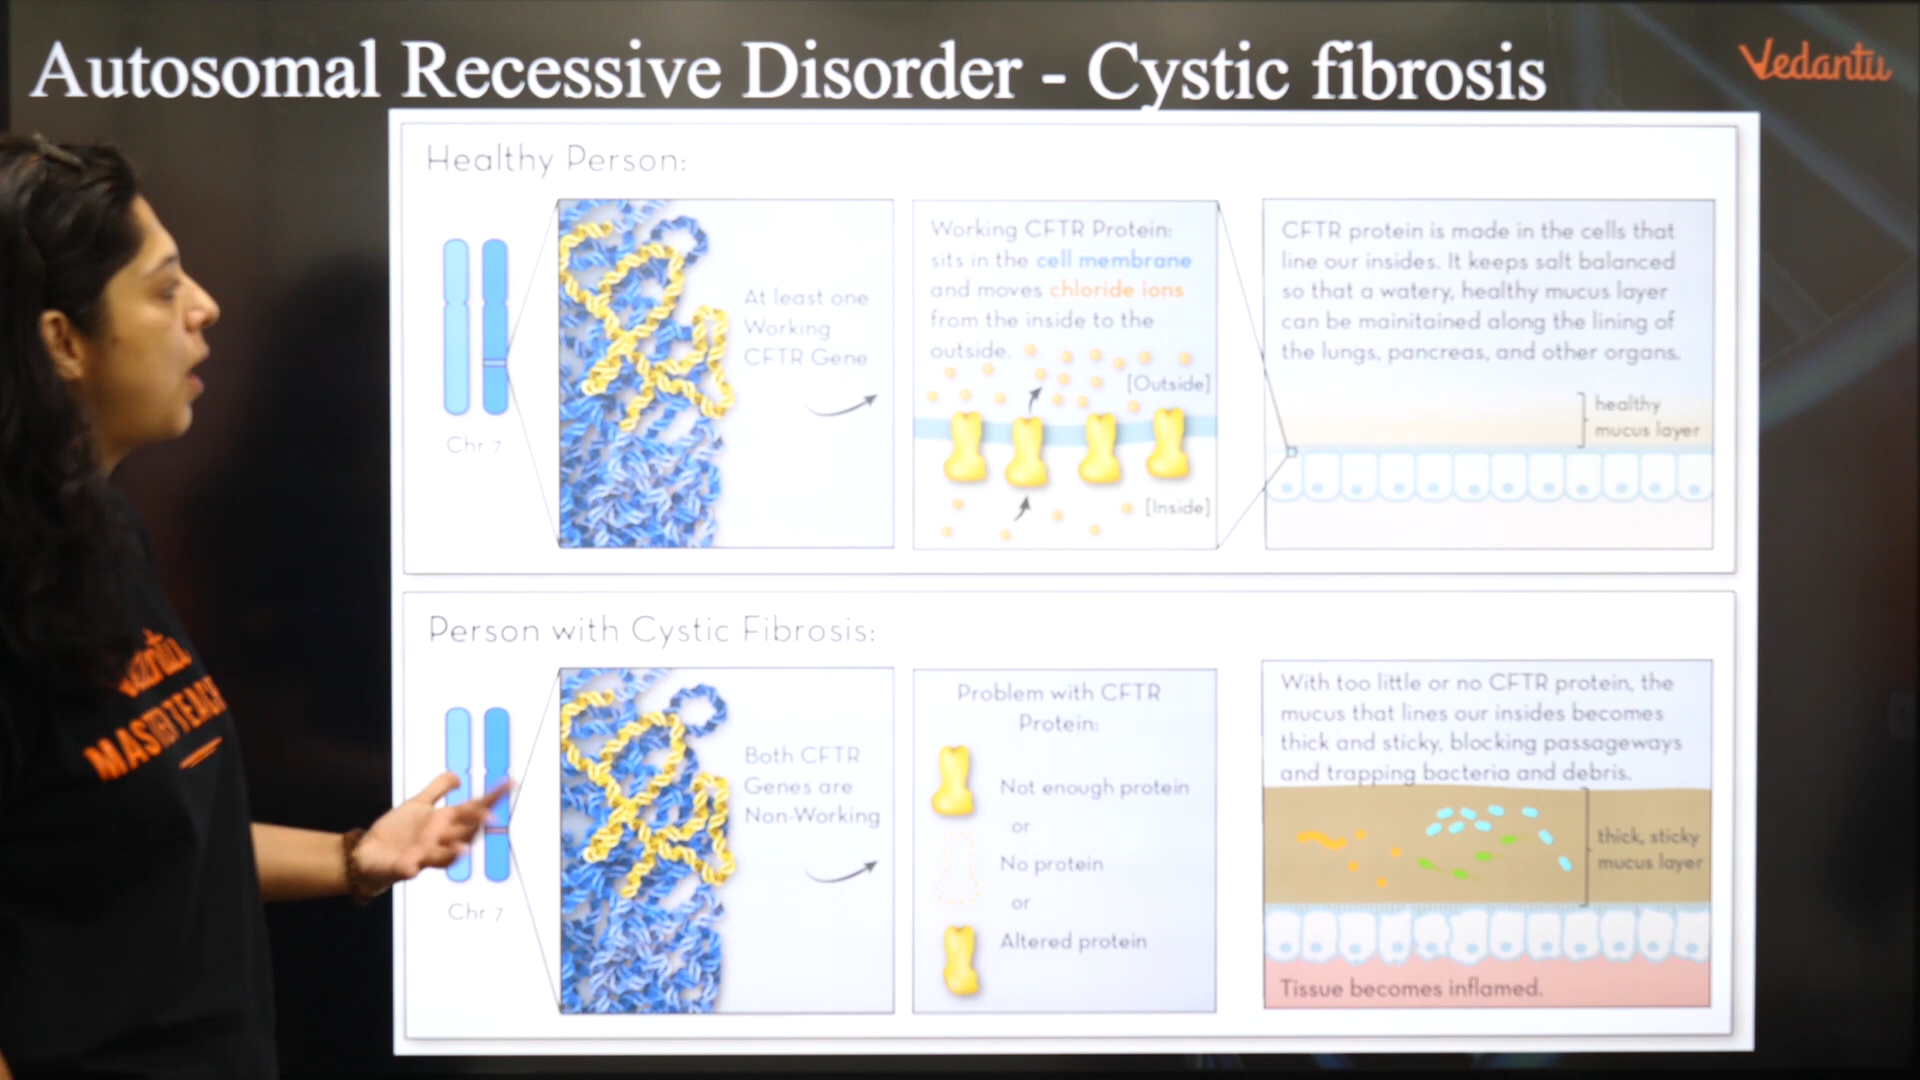 Autosomal Recessive Disorder - Cystic fibrosis
Vedantu
Healthy Person:
Chr 7
At least one
Working
CFTR Gene
Working CFTR Protein:
sits in the cell membrane
and moves chloride ions
from the inside to the
outside.
[Outside]
[Inside]
CFTR protein is made in the cells that
line our insides. It keeps salt balanced
so that a watery, healthy mucus layer
can be mainitained along the lining of
the lungs, pancreas, and other organs.
healthy
mucus layer
Person with Cystic Fibrosis:
Chr 7
Both CFTR
Genes are
Non-Working
Problem with CFTR
Protein:
Not enough protein
or
No protein
or
Altered protein
With too little or no CFTR protein, the
mucus that lines our insides becomes
thick and sticky, blocking passageways
and trapping bacteria and debris.
thick, sticky
mucus layer
Tissue becomes inflamed.
Vedantu
MASTER TEACH